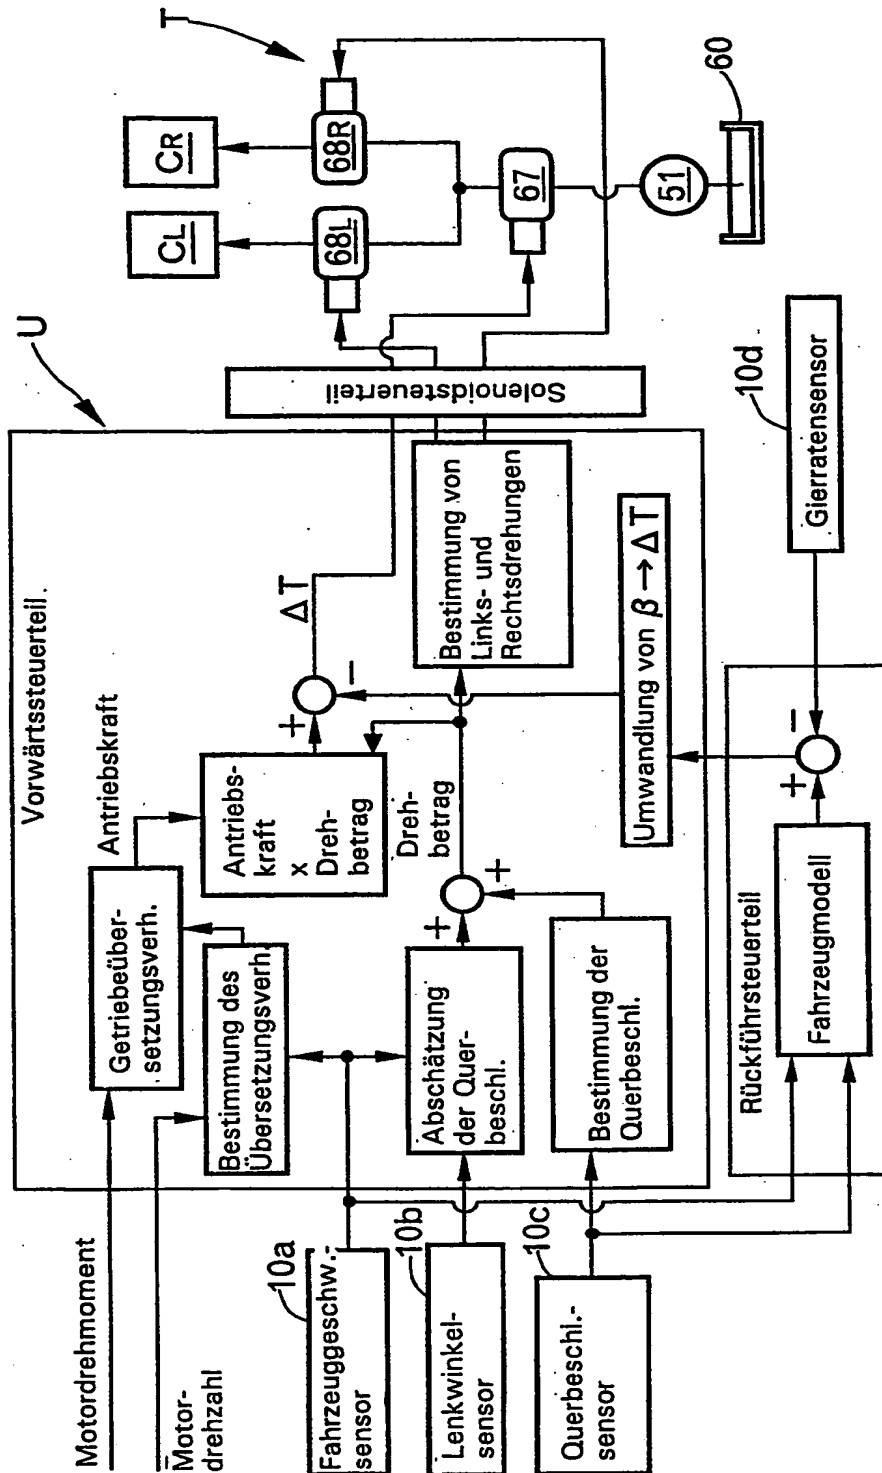 Motordrehmoment
Motor-
drehzahl
10a
Fahrzeuggeschw.-
sensor
10b
Lenkwinkel-
sensor
10c
Querbeschl.-
sensor
Vorwärtssteuerteil.
Getriebeüber-
setzungsverh.
Bestimmung des
Übersetzungsverh.
Abschätzung
der Quer-
beschl.
Bestimmung der
Querbeschl.
Rückführsteuerteil
Fahrzeugmodell
Antriebskraft
Antriebs-
kraft
x
Dreh-
betrag
Dreh-
betrag
+
+
+
−
ΔT
Bestimmung von
Links- und
Rechtsdrehungen
Umwandlung von β→ΔT
+
−
10d
Gierratensensor
U
Solenoidsteuerteil
T
CL
CR
68L
68R
67
51
60